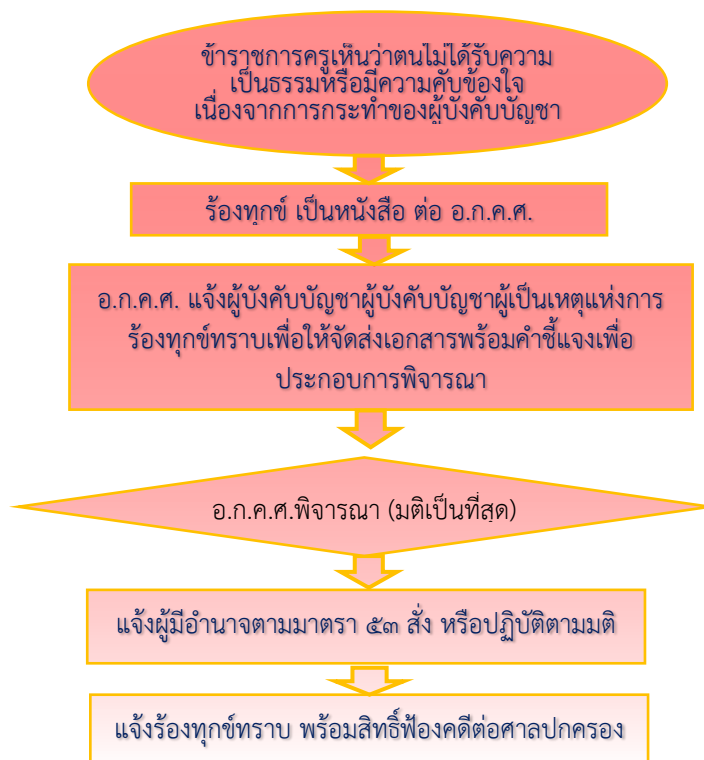 ข้าราชการครูเห็นว่าตนไม่ได้รับความ
เป็นธรรมหรือมีความคับข้องใจ
เนื่องจากการกระทำของผู้บังคับบัญชา
ร้องทุกข์ เป็นหนังสือ ต่อ อ.ก.ค.ศ.
อ.ก.ค.ศ. แจ้งผู้บังคับบัญชาผู้บังคับบัญชาผู้เป็นเหตุแห่งการ
ร้องทุกข์ทราบเพื่อให้จัดส่งเอกสารพร้อมคำชี้แจงเพื่อ
ประกอบการพิจารณา
อ.ก.ค.ศ.พิจารณา (มติเป็นที่สุด)
แจ้งผู้มีอำนาจตามมาตรา ๕๓ สั่ง หรือปฏิบัติตามมติ
แจ้งร้องทุกข์ทราบ พร้อมสิทธิ์ฟ้องคดีต่อศาลปกครอง